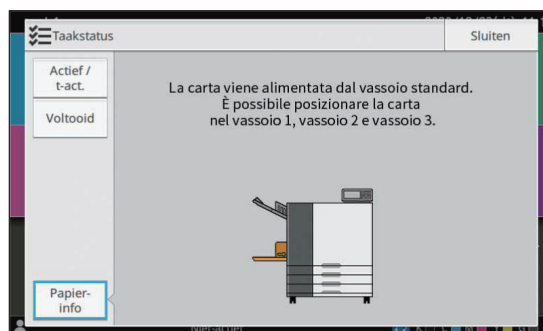 Taakstatus
Sluiten
Actief /
t-act.
Voltooid
La carta viene alimentata dal vassoio standard.
È possibile posizionare la carta
nel vassoio 1, vassoio 2 e vassoio 3.
Papier-
info
K C M Y G